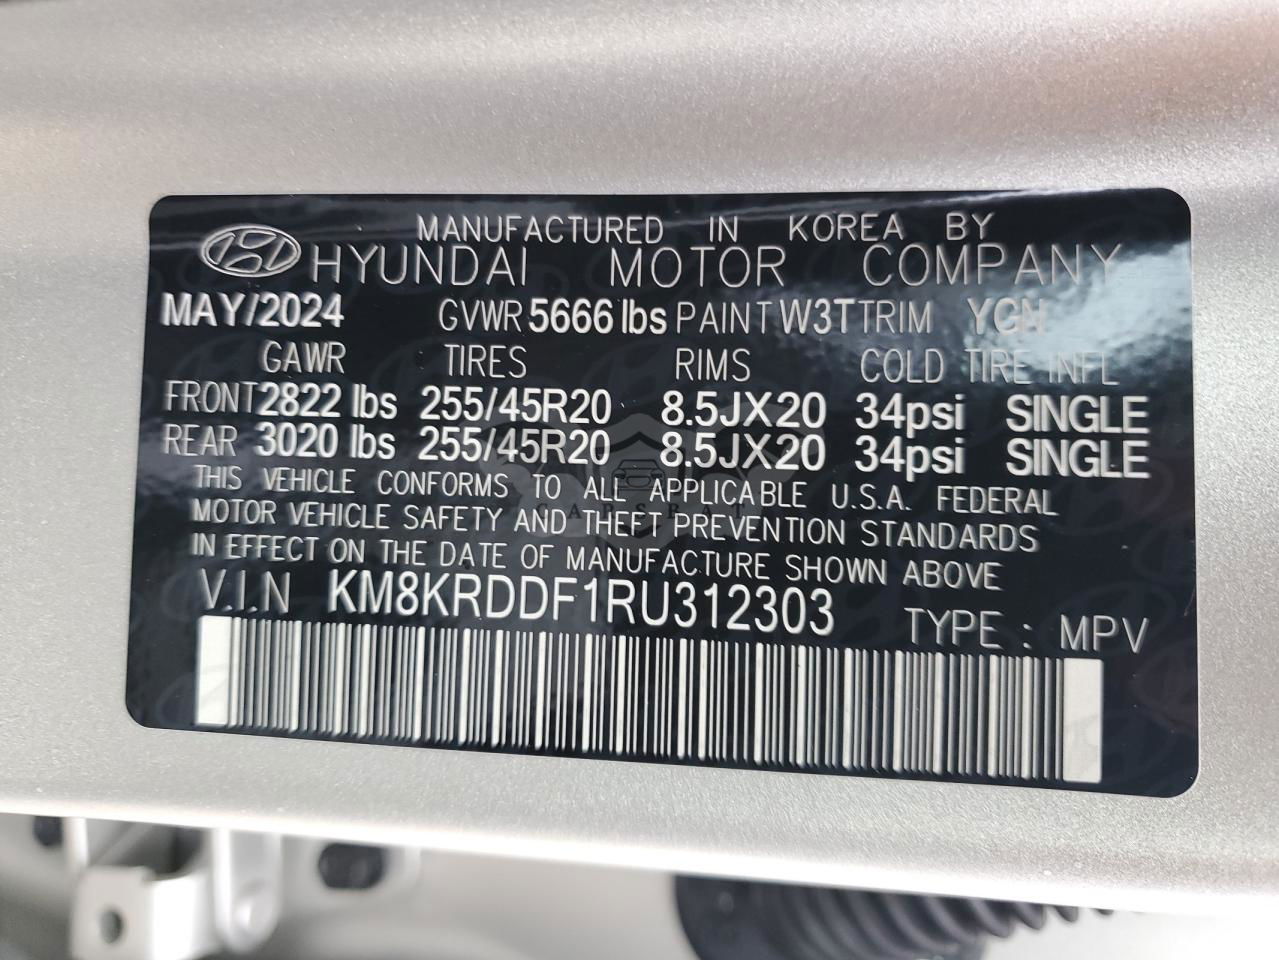 MANUFACTURED IN KOREA BY
HYUNDAI MOTOR COMPANY
MAY/2024 GVWR 5666 lbs PAINT W3T TRIM YGN
GAWR TIRES RIMS COLD TIRE INFL
FRONT 2822 lbs 255/45R20 8.5JX20 34psi SINGLE
REAR 3020 lbs 255/45R20 8.5JX20 34psi SINGLE
THIS VEHICLE CONFORMS TO ALL APPLICABLE U.S.A. FEDERAL
MOTOR VEHICLE SAFETY AND THEFT PREVENTION STANDARDS
IN EFFECT ON THE DATE OF MANUFACTURE SHOWN ABOVE
V.I.N KM8KRDDF1RU312303 TYPE : MPV